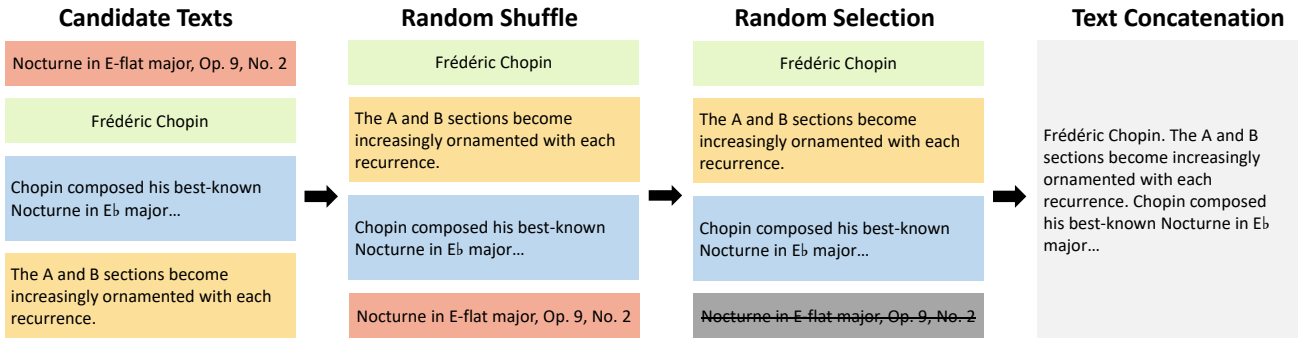 Candidate Texts
Nocturne in E-flat major, Op. 9, No. 2
Frédéric Chopin
Chopin composed his best-known
Nocturne in E♭ major…
The A and B sections become
increasingly ornamented with each
recurrence.
Random Shuffle
Frédéric Chopin
The A and B sections become
increasingly ornamented with each
recurrence.
Chopin composed his best-known
Nocturne in E♭ major…
Nocturne in E-flat major, Op. 9, No. 2
Random Selection
Frédéric Chopin
The A and B sections become
increasingly ornamented with each
recurrence.
Chopin composed his best-known
Nocturne in E♭ major…
Nocturne in E-flat major, Op. 9, No. 2
Text Concatenation
Frédéric Chopin. The A and B
sections become increasingly
ornamented with each
recurrence. Chopin composed
his best-known Nocturne in E♭
major…